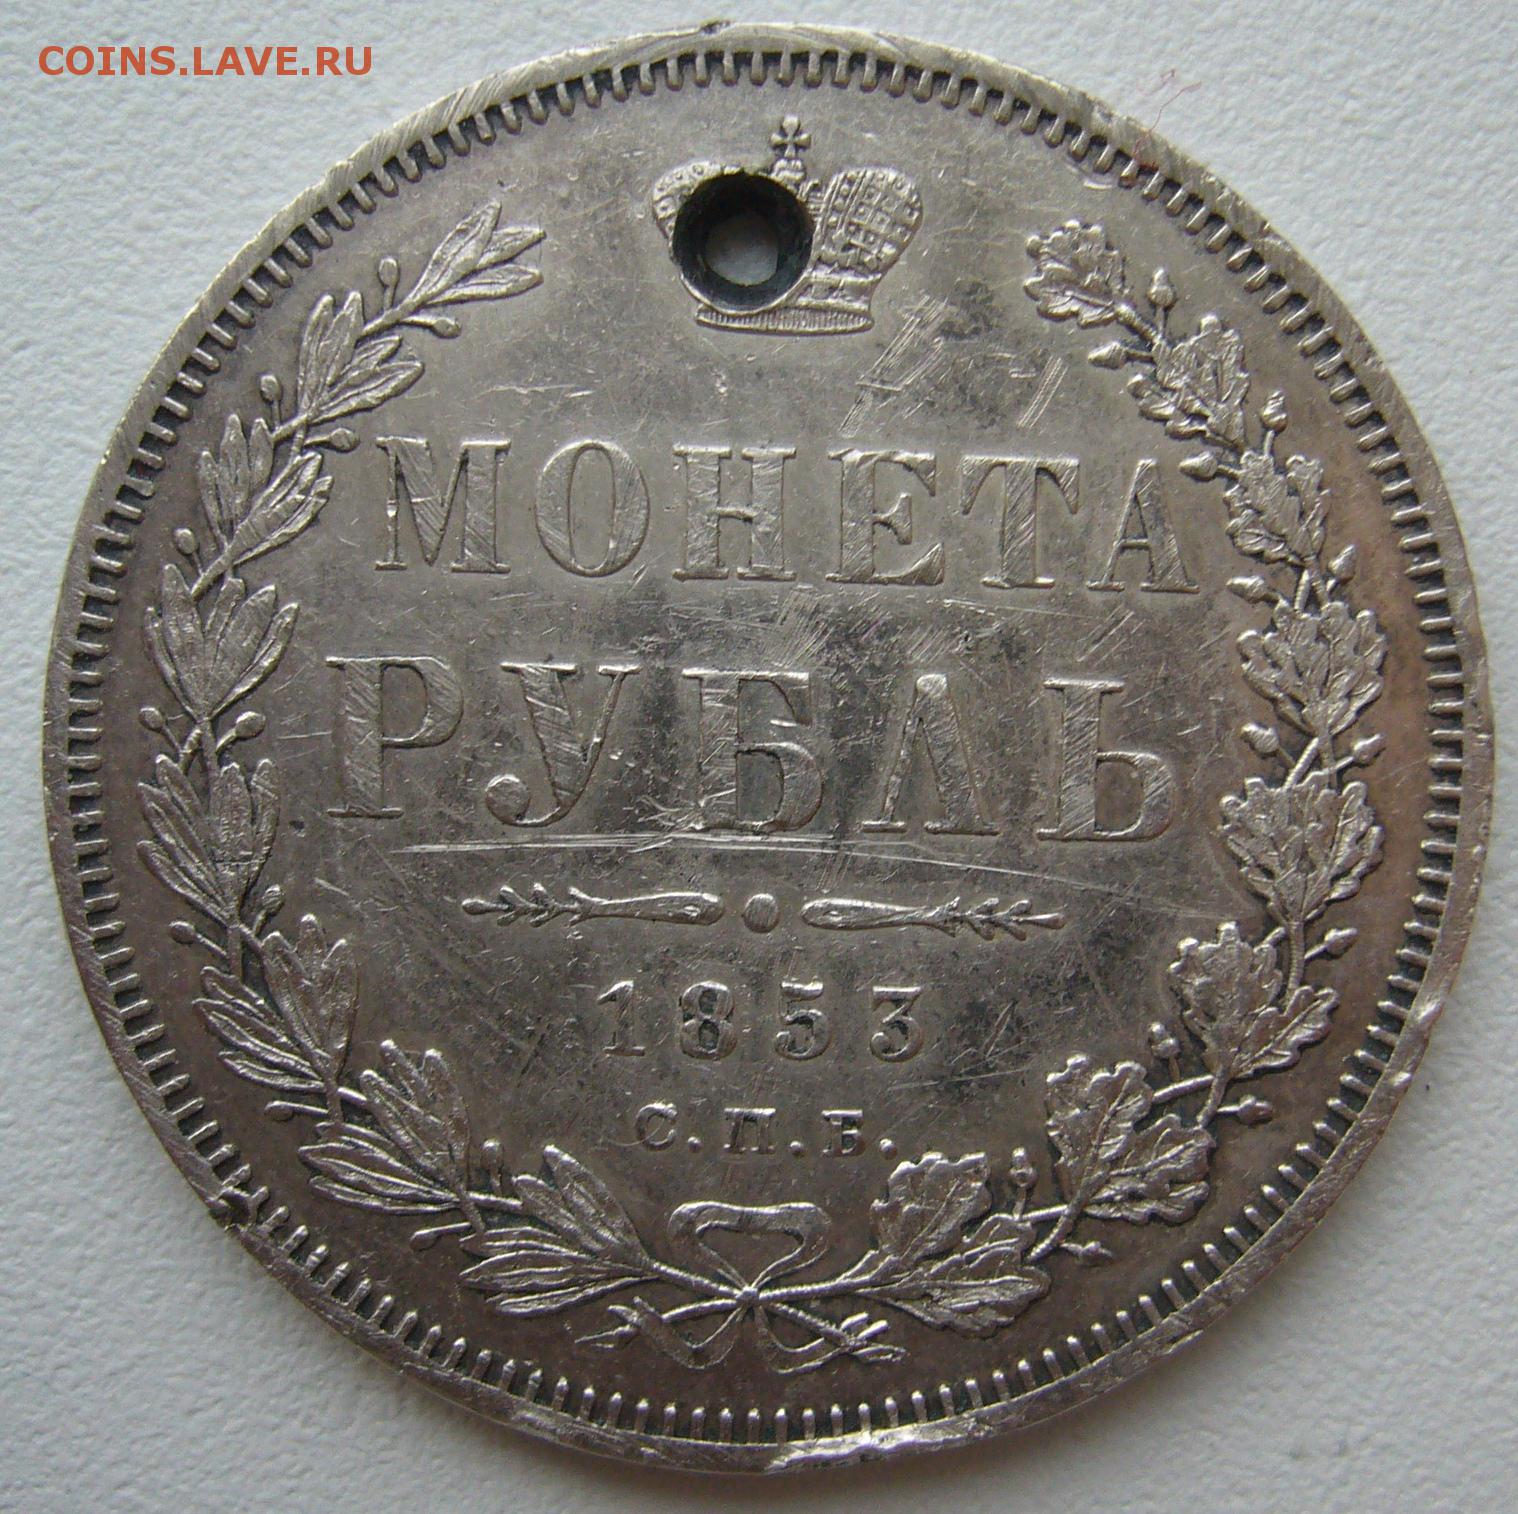 COINS.LAVE.RU
МОНЕТА
РУБЛЬ
1853
С.П.Б.